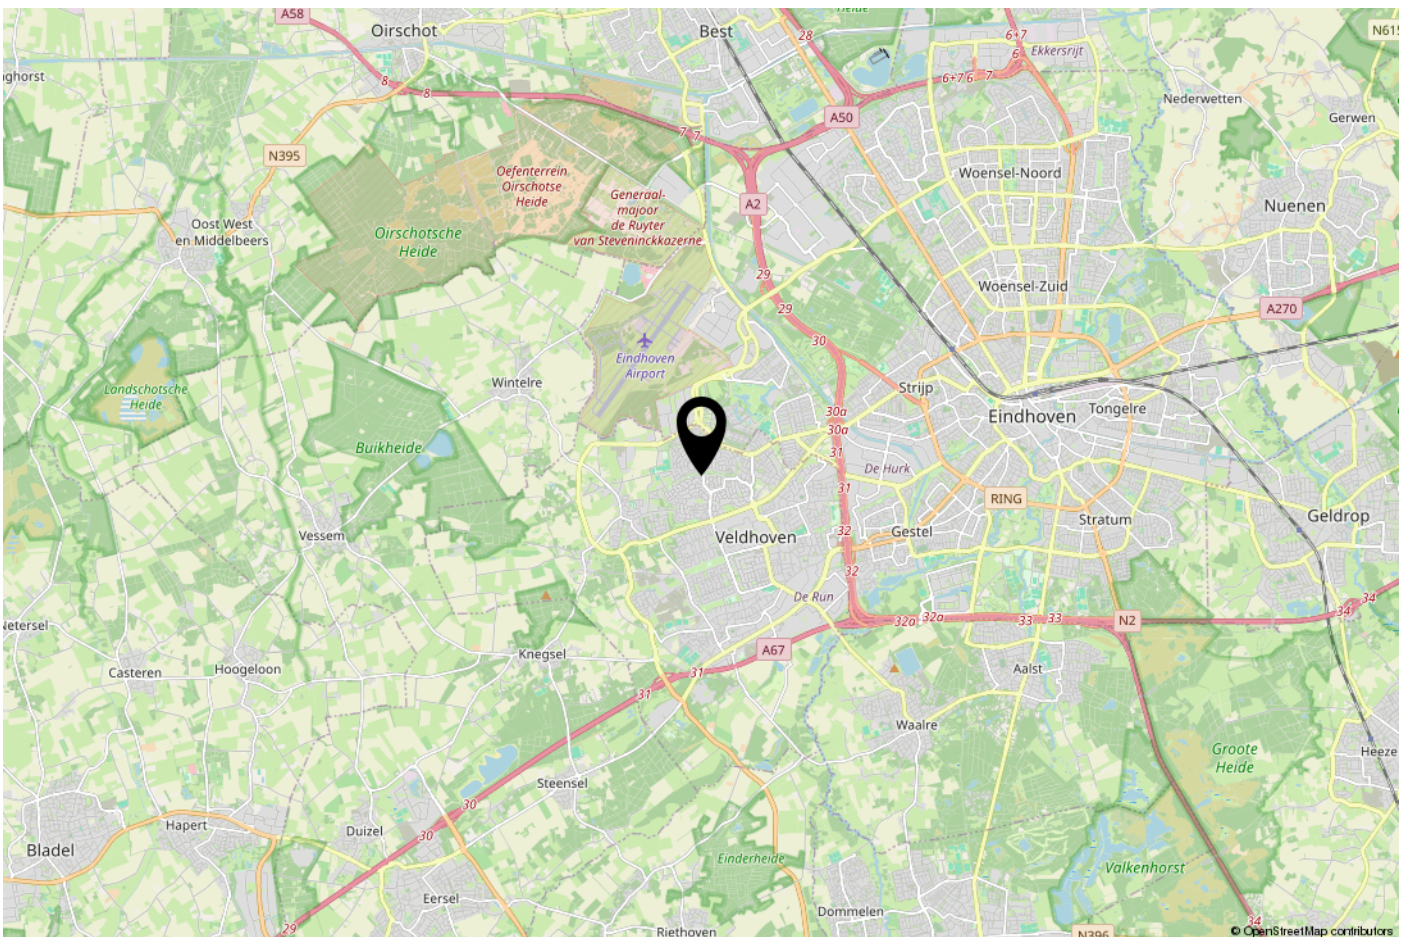 A58
Oirschot
Best
28
Heide
6+7
6
Ekkersrijt
N615
8
8
6+7 6
7
Nederwetten
A50
Gerwen
7
7
N395
Oefenterrein
Oirschotse
Heide
Woensel-Noord
Generaal-
majoor
de Ruyter
van Steveninckkazerne
A2
Nuenen
Oost West
en Middelbeers
Oirschotsche
Heide
29
Woensel-Zuid
29
A270
30
Eindhoven
Airport
Landschotsche
Heide
Wintelre
Strijp
Tongelre
30a
Eindhoven
30a
Buikheide
31
De Hurk
31
RING
Geldrop
Stratum
32
Gestel
Vessem
Veldhoven
32
De Run
34
34
32a
32a
33
33
N2
Netersel
A67
Knegsel
Casteren
Hoogeloon
31
Aalst
31
Waalre
Groote
Heide
Heeze
Steensel
30
Hapert
Duizel
30
Bladel
Einderheide
Valkenhorst
Eersel
Dommelen
29
Riethoven
N396
34
© OpenStreetMap contributors